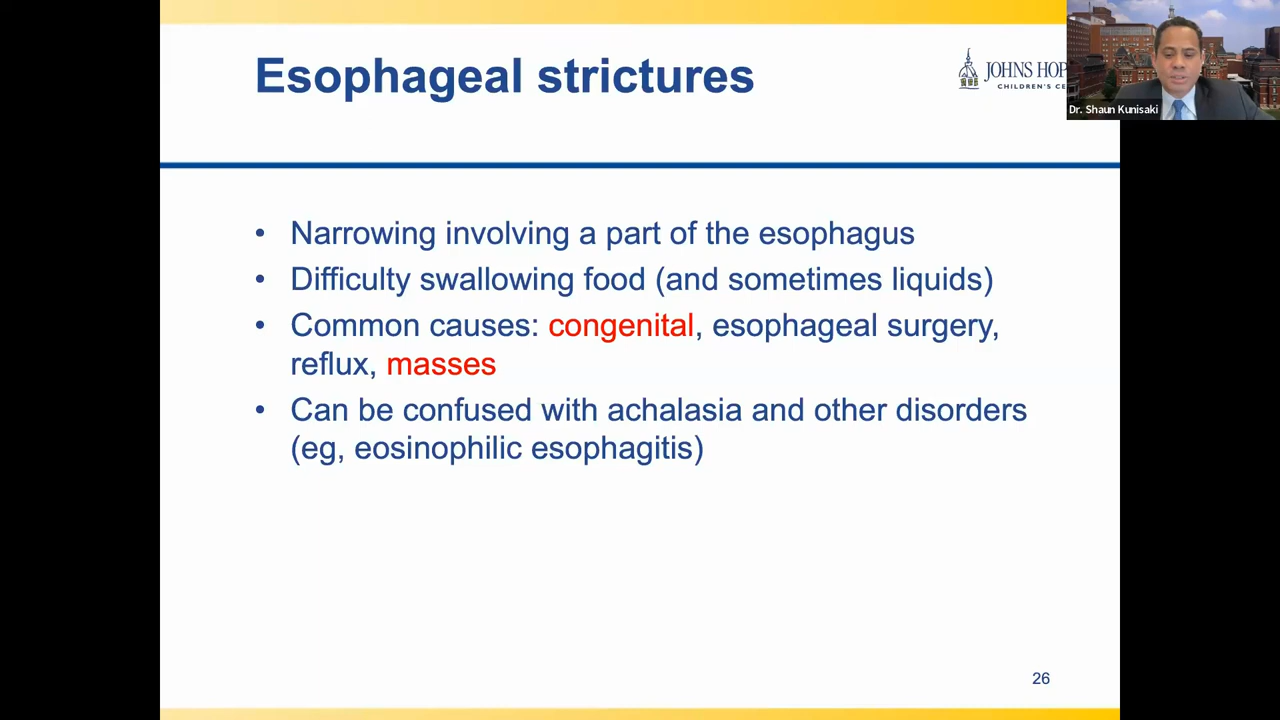 Esophageal strictures
JOHNS HOP
CHILDREN'S CE
Dr. Shaun Kunisaki
• Narrowing involving a part of the esophagus
• Difficulty swallowing food (and sometimes liquids)
• Common causes: congenital, esophageal surgery,
reflux, masses
• Can be confused with achalasia and other disorders
(eg, eosinophilic esophagitis)
26